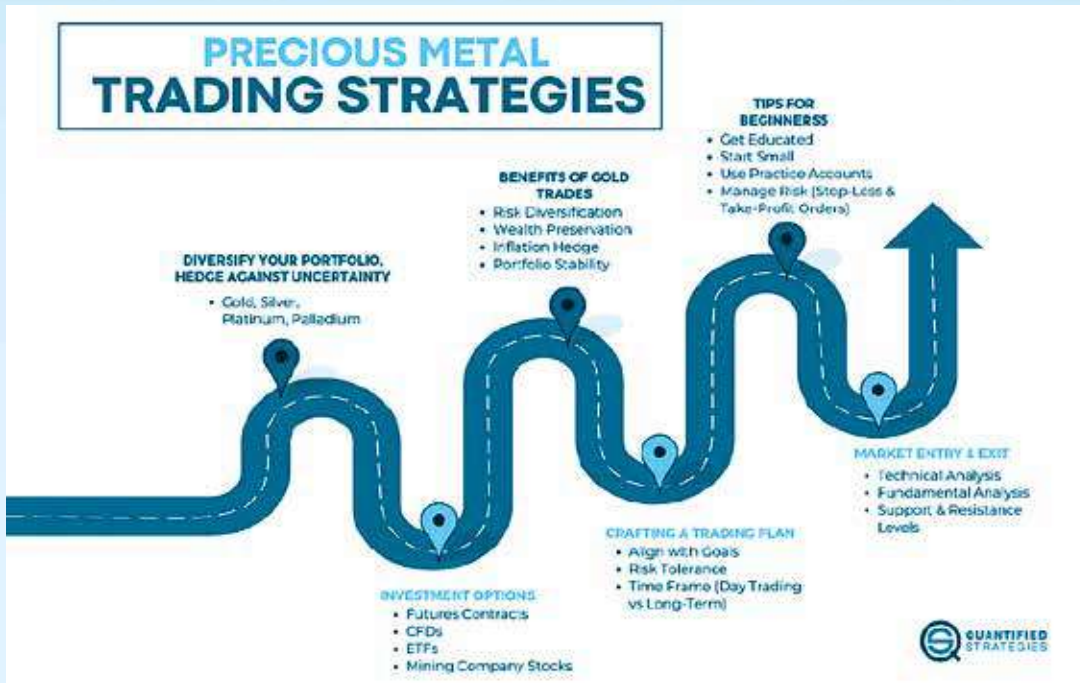 PRECIOUS METAL
TRADING STRATEGIES
DIVERSIFY YOUR PORTFOLIO,
HEDGE AGAINST UNCERTAINTY
• Gold, Silver,
Platinum, Palladium
INVESTMENT OPTIONS
• Futures Contracts
• CFDs
• ETFs
• Mining Company Stocks
BENEFITS OF GOLD
TRADES
• Risk Diversification
• Wealth Preservation
• Inflation Hedge
• Portfolio Stability
CRAFTING A TRADING PLAN
• Align with Goals
• Risk Tolerance
• Time Frame (Day Trading
vs Long-Term)
TIPS FOR
BEGINNERSS
• Get Educated
• Start Small
• Use Practice Accounts
• Manage Risk (Stop-Loss &
Take-Profit Orders)
MARKET ENTRY & EXIT
• Technical Analysis
• Fundamental Analysis
• Support & Resistance
Levels
QUANTIFIED
STRATEGIES